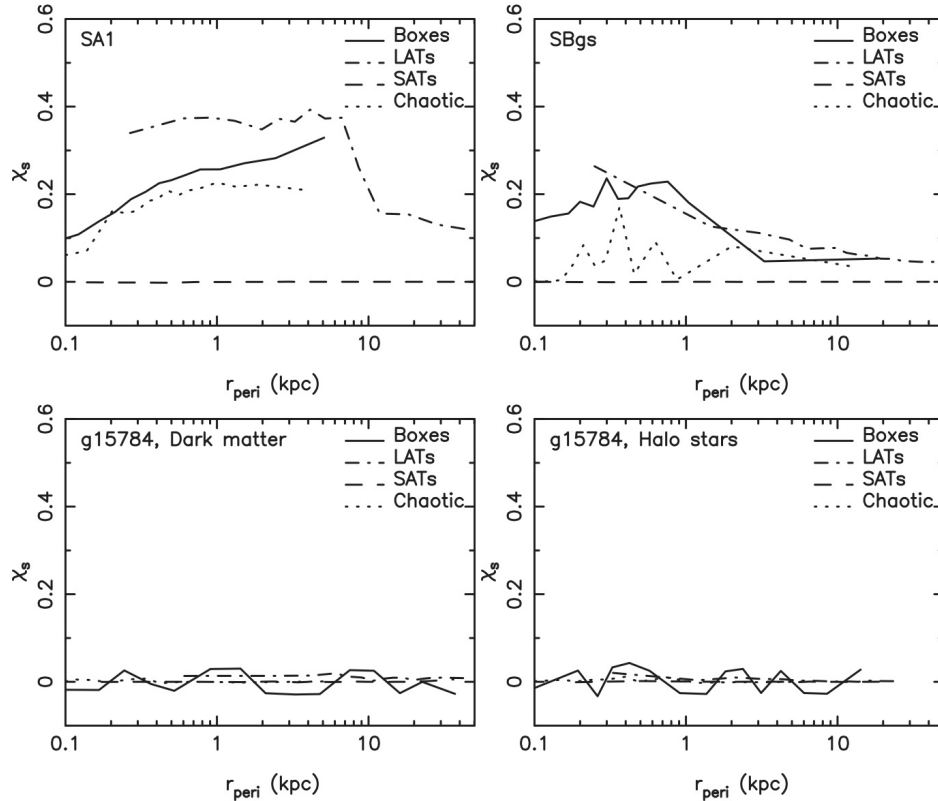 SA1
Boxes
LATs
SATs
Chaotic
0.6
0.4
0.2
0
χs
0.1
1
10
rperi (kpc)
SBgs
Boxes
LATs
SATs
Chaotic
0.6
0.4
0.2
0
χs
0.1
1
10
rperi (kpc)
g15784, Dark matter
Boxes
LATs
SATs
Chaotic
0.6
0.4
0.2
0
χs
0.1
1
10
rperi (kpc)
g15784, Halo stars
Boxes
LATs
SATs
Chaotic
0.6
0.4
0.2
0
χs
0.1
1
10
rperi (kpc)